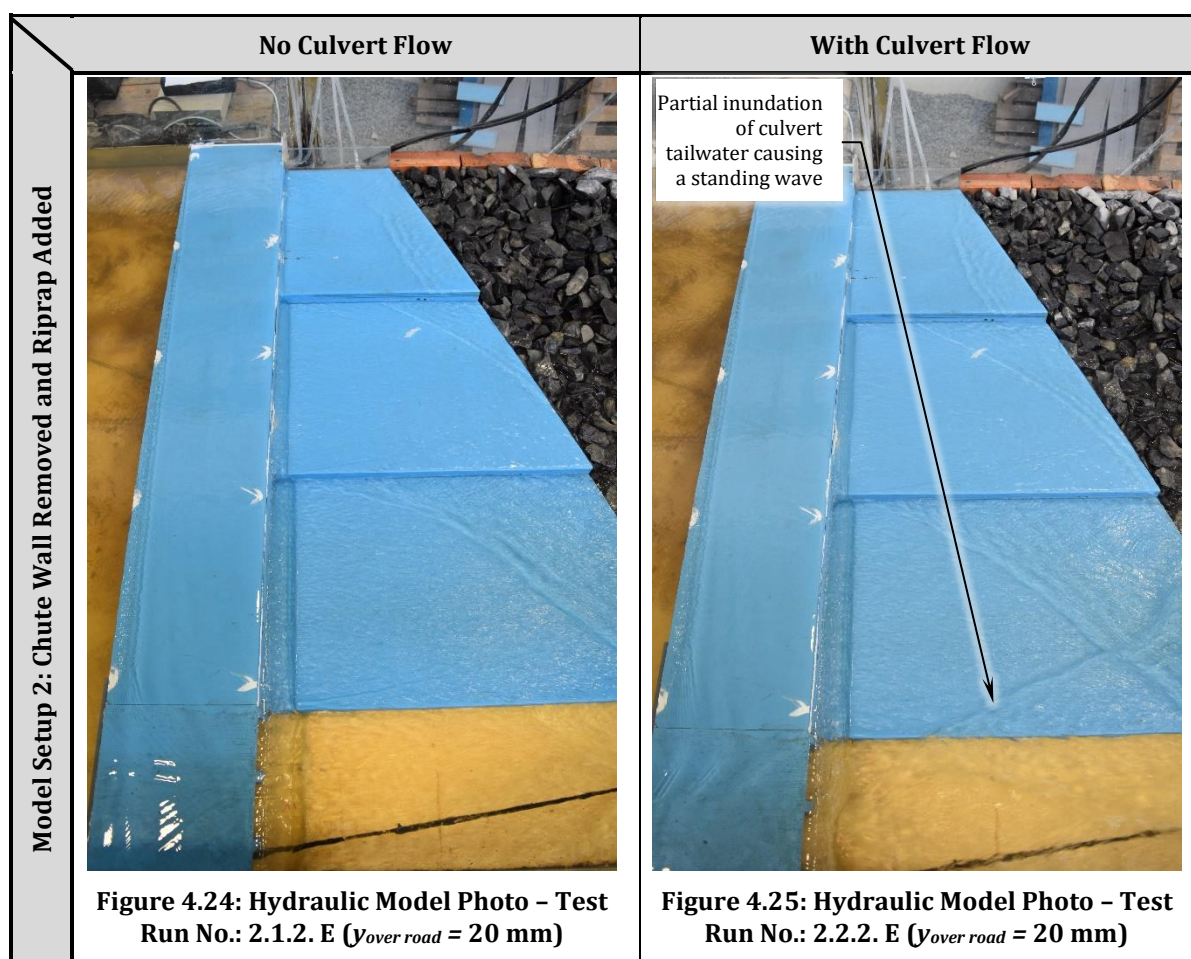 No Culvert Flow
With Culvert Flow
Model Setup 2: Chute Wall Removed and Riprap Added
Partial inundation
of culvert
tailwater causing
a standing wave
Figure 4.24: Hydraulic Model Photo – Test
Run No.: 2.1.2. E (yover road = 20 mm)
Figure 4.25: Hydraulic Model Photo – Test
Run No.: 2.2.2. E (yover road = 20 mm)